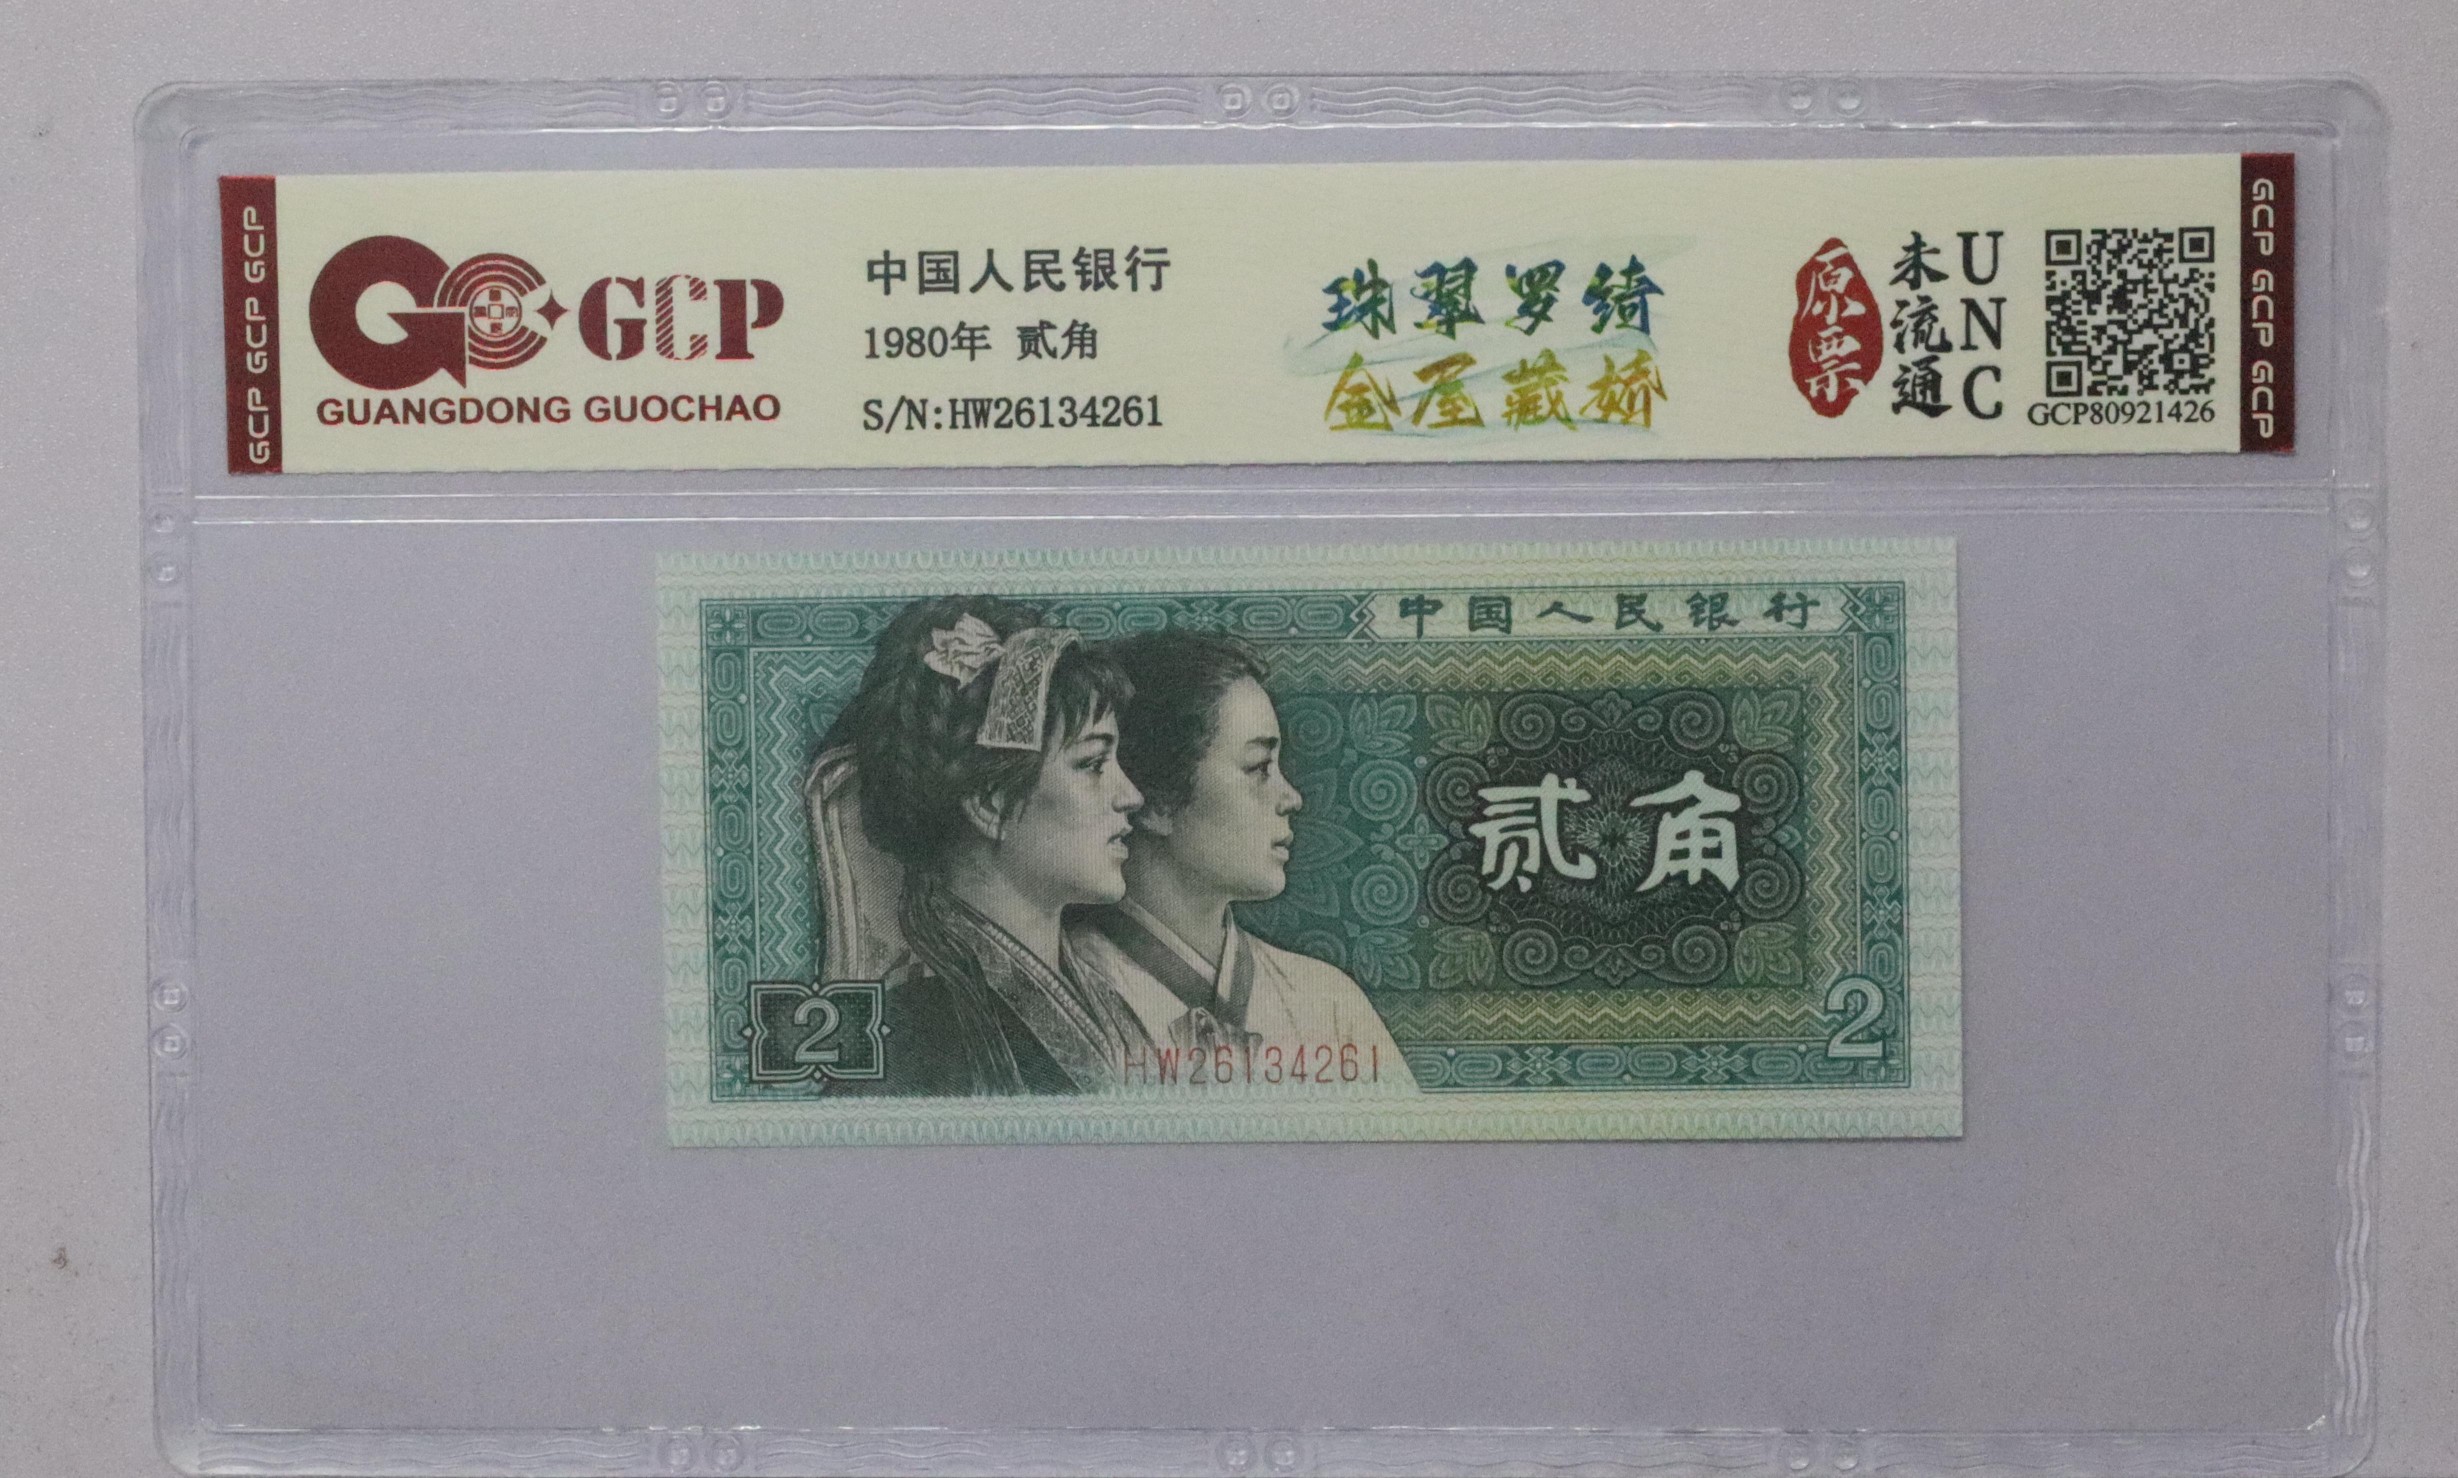 GCP GCP GCP
GCP
GUANGDONG GUOCHAO
中国人民银行
1980年 贰角
S/N:HW26134261
珠翠罗绮
金屋藏娇
原票
未流通
UNC
GCP80921426
GCP GCP GCP
中国人民银行
贰角
2
2
HW26134261